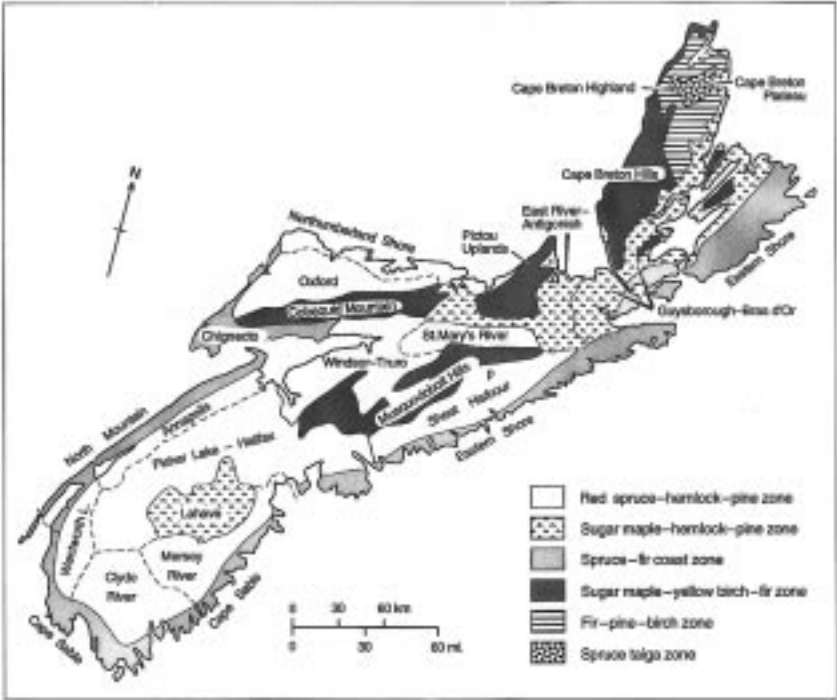 Cape Breton Highland
Cape Breton
Plateau
Cape Breton Hills
N
East River–
Antigonish
Pictou
Uplands
Northumberland Shore
Oxford
Eastern Shore
Cobequid Mountain
Guysborough–Bras d'Or
Chignecto
St. Mary's River
Windsor–Truro
Musquodoboit Hills
Sheet Harbour
Eastern Shore
North Mountain
Annapolis
Fisher Lake – Halifax
Lahave
Wentworth L.
Mersey
River
Clyde
River
Cape Sable
Cape Sable
0 30 60 km
0 30 60 mi.
Red spruce–hemlock–pine zone
Sugar maple–hemlock–pine zone
Spruce–fir coast zone
Sugar maple–yellow birch–fir zone
Fir–pine–birch zone
Spruce taiga zone